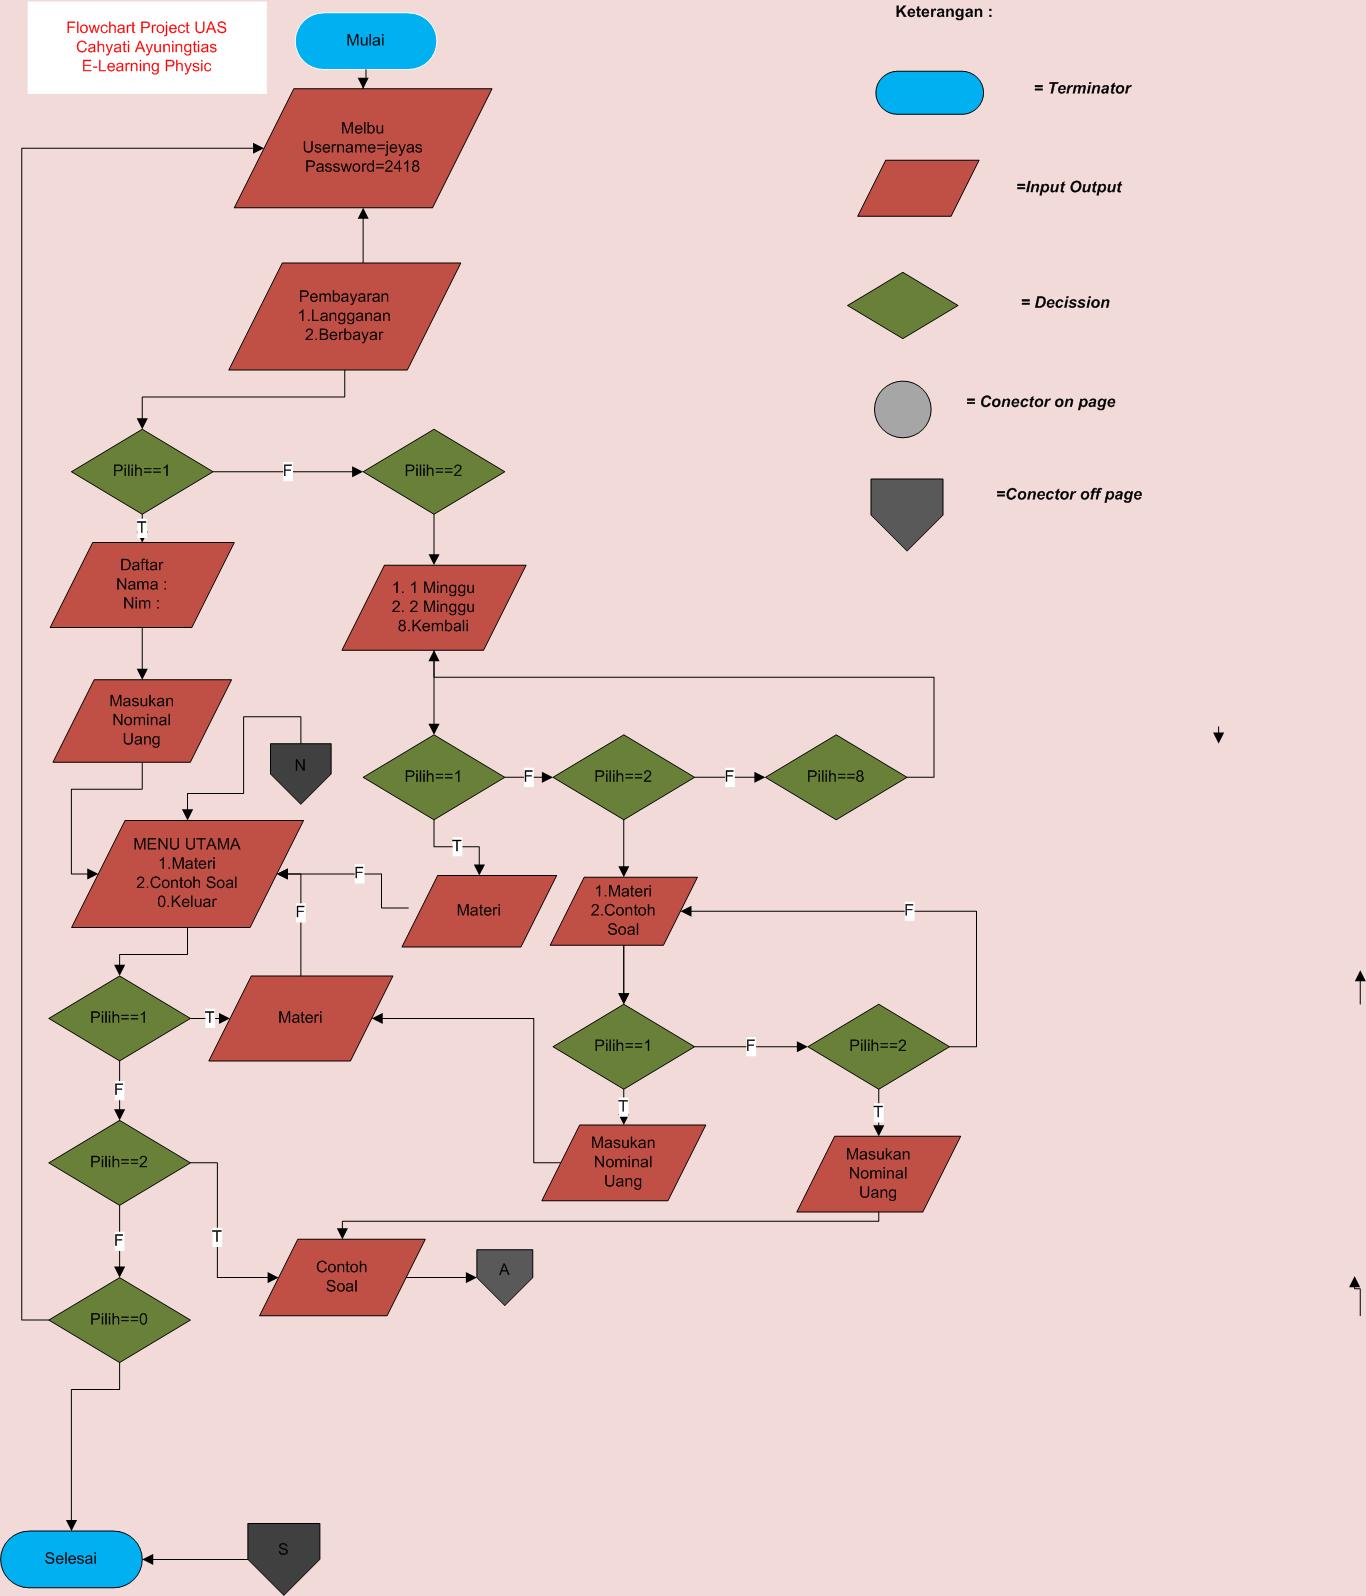 Flowchart Project UAS
Cahyati Ayuningtias
E-Learning Physic
Mulai
Keterangan :
= Terminator
=Input Output
= Decission
= Conector on page
=Conector off page
Melbu
Username=jeyas
Password=2418
Pembayaran
1.Langganan
2.Berbayar
Pilih==1
F
Pilih==2
T
Daftar
Nama :
Nim :
1. 1 Minggu
2. 2 Minggu
8.Kembali
Masukan
Nominal
Uang
N
Pilih==1
F
Pilih==2
F
Pilih==8
MENU UTAMA
1.Materi
2.Contoh Soal
0.Keluar
T
F
Materi
1.Materi
2.Contoh
Soal
F
F
Pilih==1
T
Materi
Pilih==1
F
Pilih==2
F
T
T
Pilih==2
Masukan
Nominal
Uang
Masukan
Nominal
Uang
F
T
Contoh
Soal
A
Pilih==0
Selesai
S